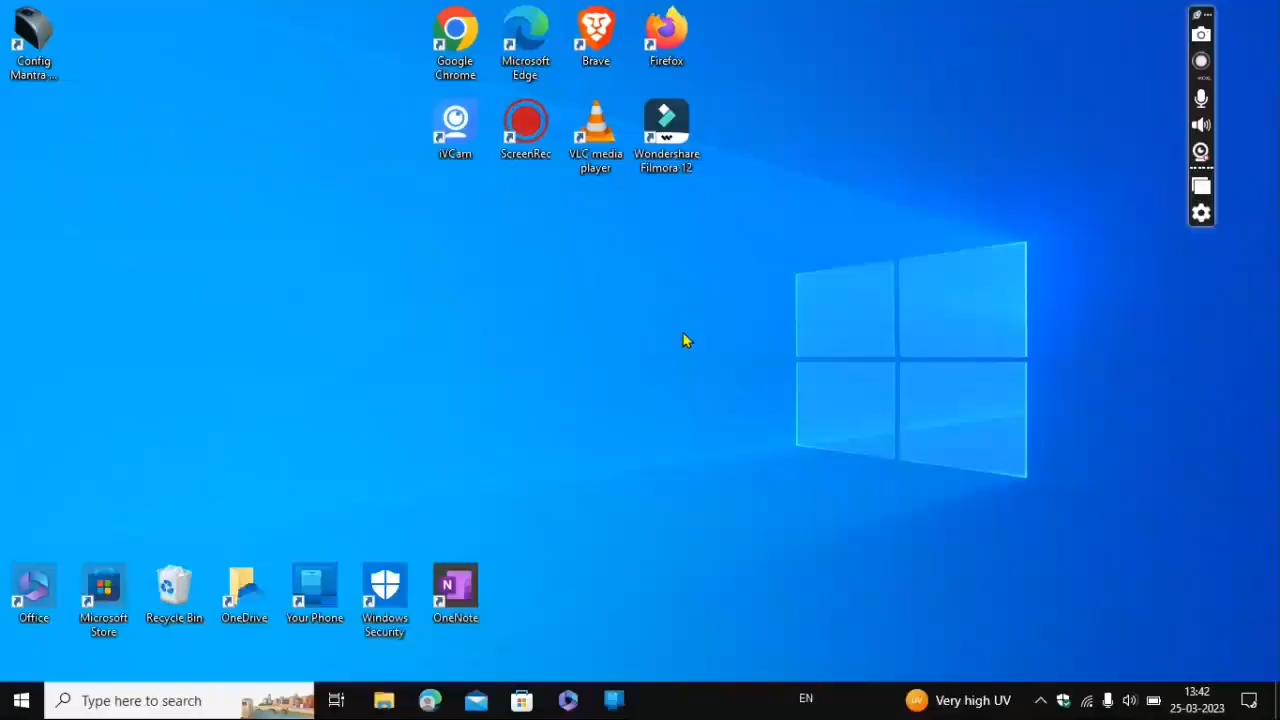 Config
Mantra ...
Google
Chrome
Microsoft
Edge
Brave
Firefox
iVCam
ScreenRec
VLC media
player
Wondershare
Filmora 12
Office
Microsoft
Store
Recycle Bin
OneDrive
Your Phone
Windows
Security
OneNote
N
Type here to search
EN
UV
Very high UV
13:42
25-03-2023